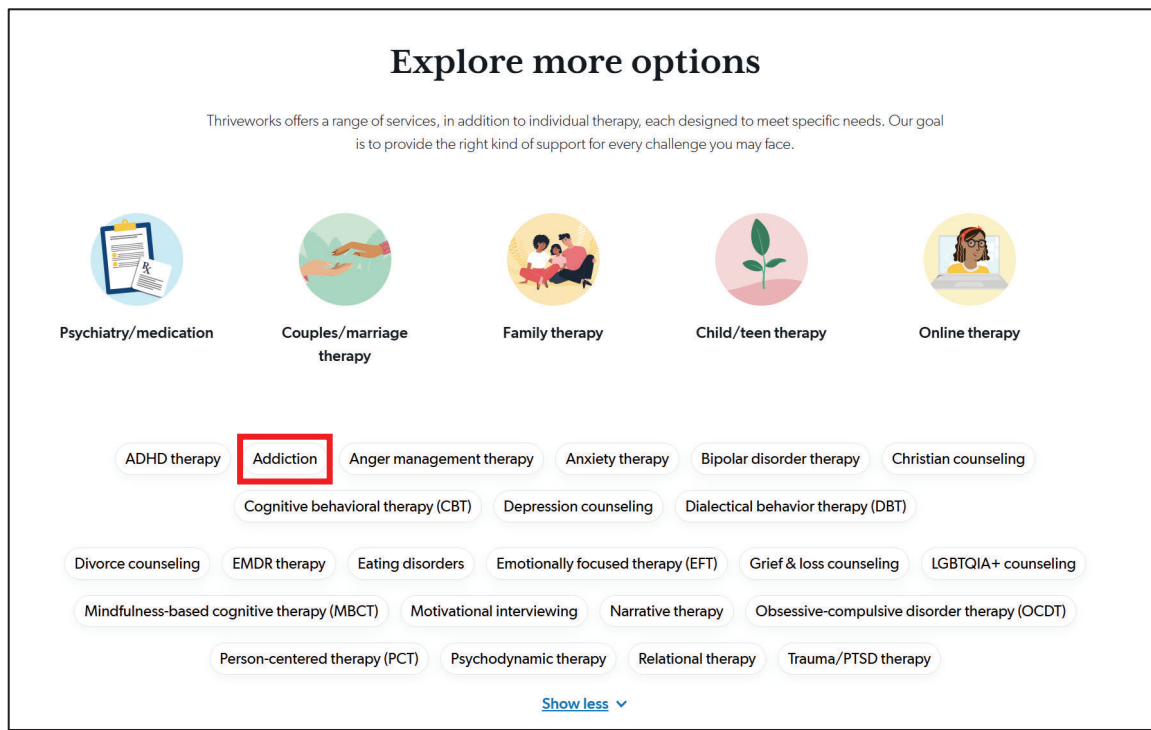 Explore more options
Thriveworks offers a range of services, in addition to individual therapy, each designed to meet specific needs. Our goal
is to provide the right kind of support for every challenge you may face.
Rx
Psychiatry/medication
Couples/marriage
therapy
Family therapy
Child/teen therapy
Online therapy
ADHD therapy Addiction Anger management therapy Anxiety therapy Bipolar disorder therapy Christian counseling
Cognitive behavioral therapy (CBT) Depression counseling Dialectical behavior therapy (DBT)
Divorce counseling EMDR therapy Eating disorders Emotionally focused therapy (EFT) Grief & loss counseling LGBTQIA+ counseling
Mindfulness-based cognitive therapy (MBCT) Motivational interviewing Narrative therapy Obsessive-compulsive disorder therapy (OCDT)
Person-centered therapy (PCT) Psychodynamic therapy Relational therapy Trauma/PTSD therapy
Show less